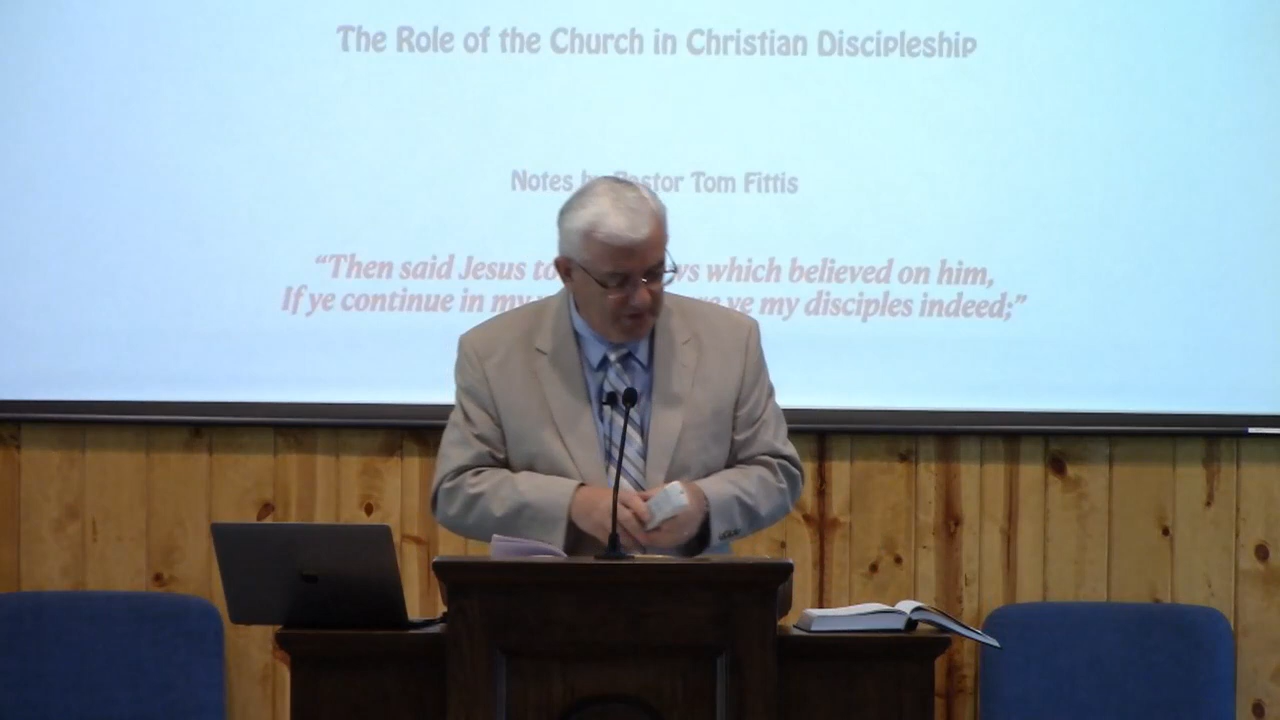 The Role of the Church in Christian Discipleship
Notes Pastor Tom Fittis
“Then said Jesus to which believed on him,
If ye continue in my ye my disciples indeed;”